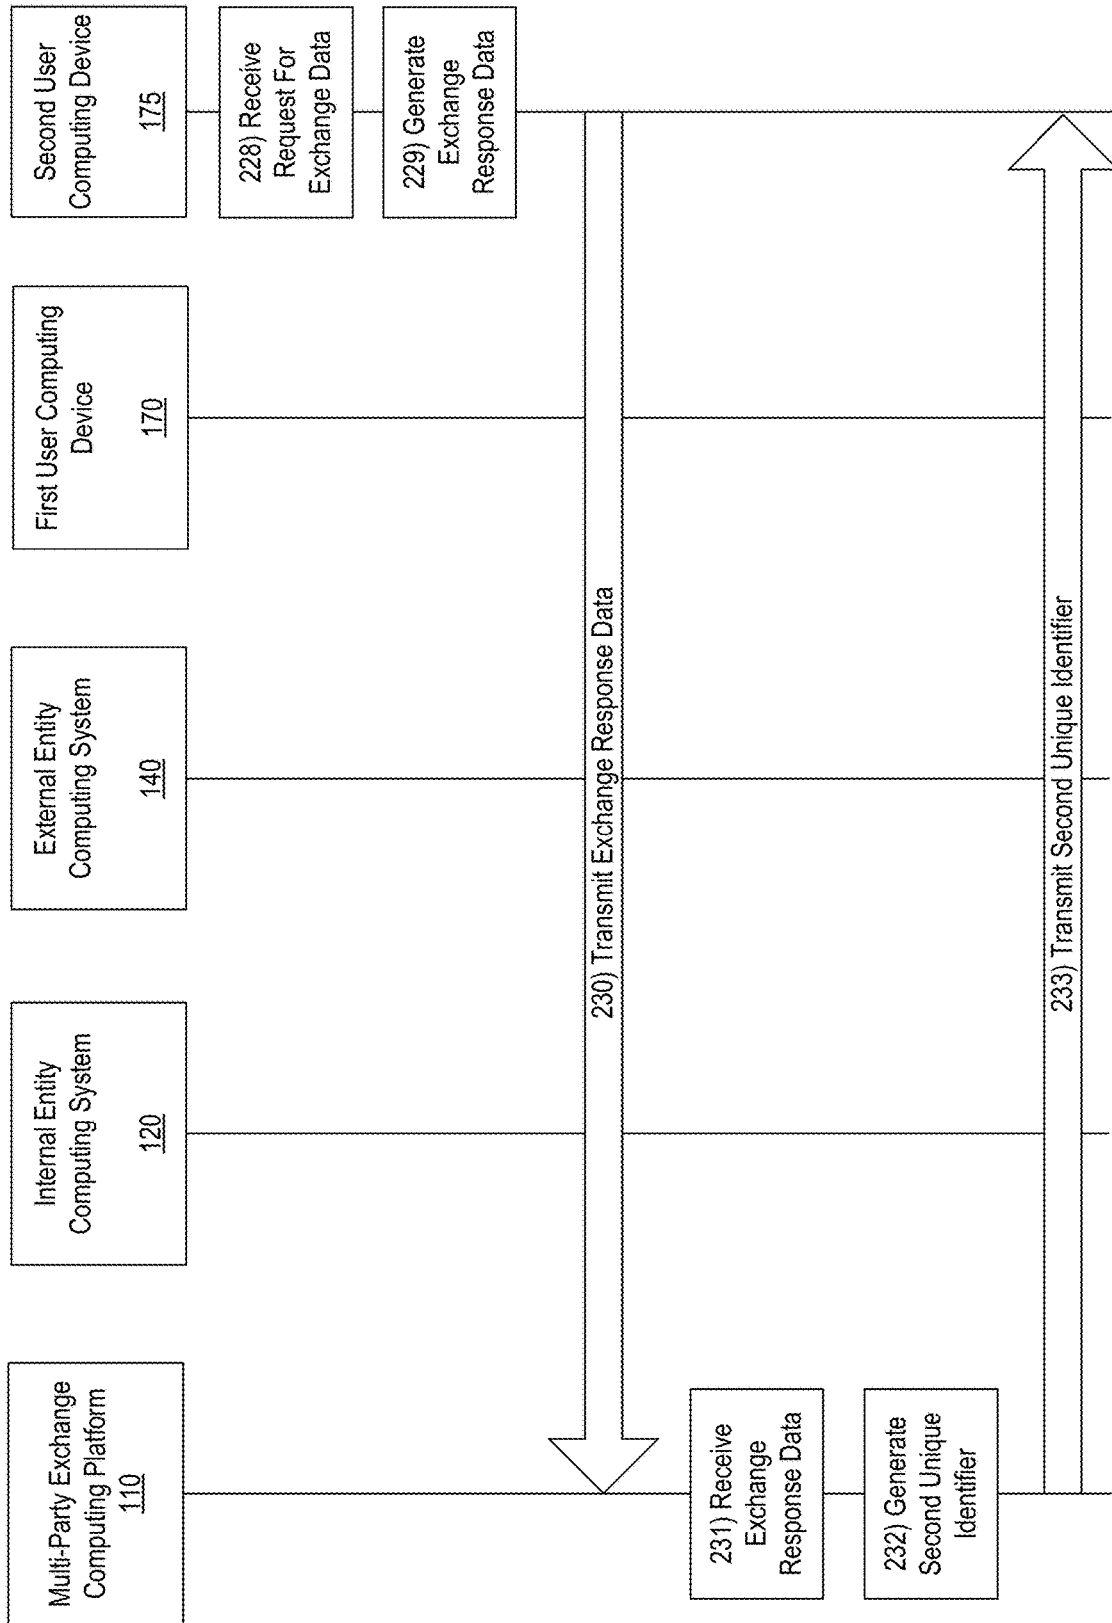 Multi-Party Exchange
Computing Platform
110
Internal Entity
Computing System
120
External Entity
Computing System
140
First User Computing
Device
170
Second User
Computing Device
175
228) Receive
Request For
Exchange Data
229) Generate
Exchange
Response Data
230) Transmit Exchange Response Data
231) Receive
Exchange
Response Data
232) Generate
Second Unique
Identifier
233) Transmit Second Unique Identifier